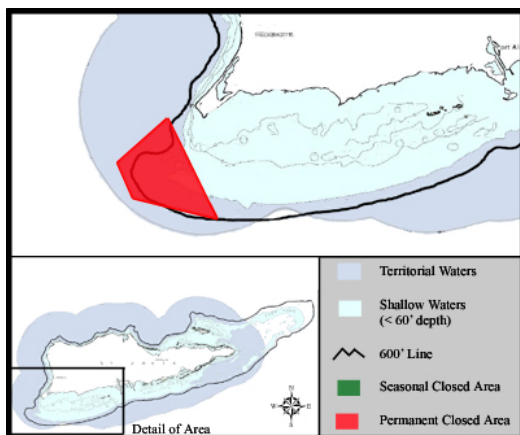 Territorial Waters
Shallow Waters
(< 60' depth)
600' Line
Seasonal Closed Area
Permanent Closed Area
N
W
E
S
Detail of Area